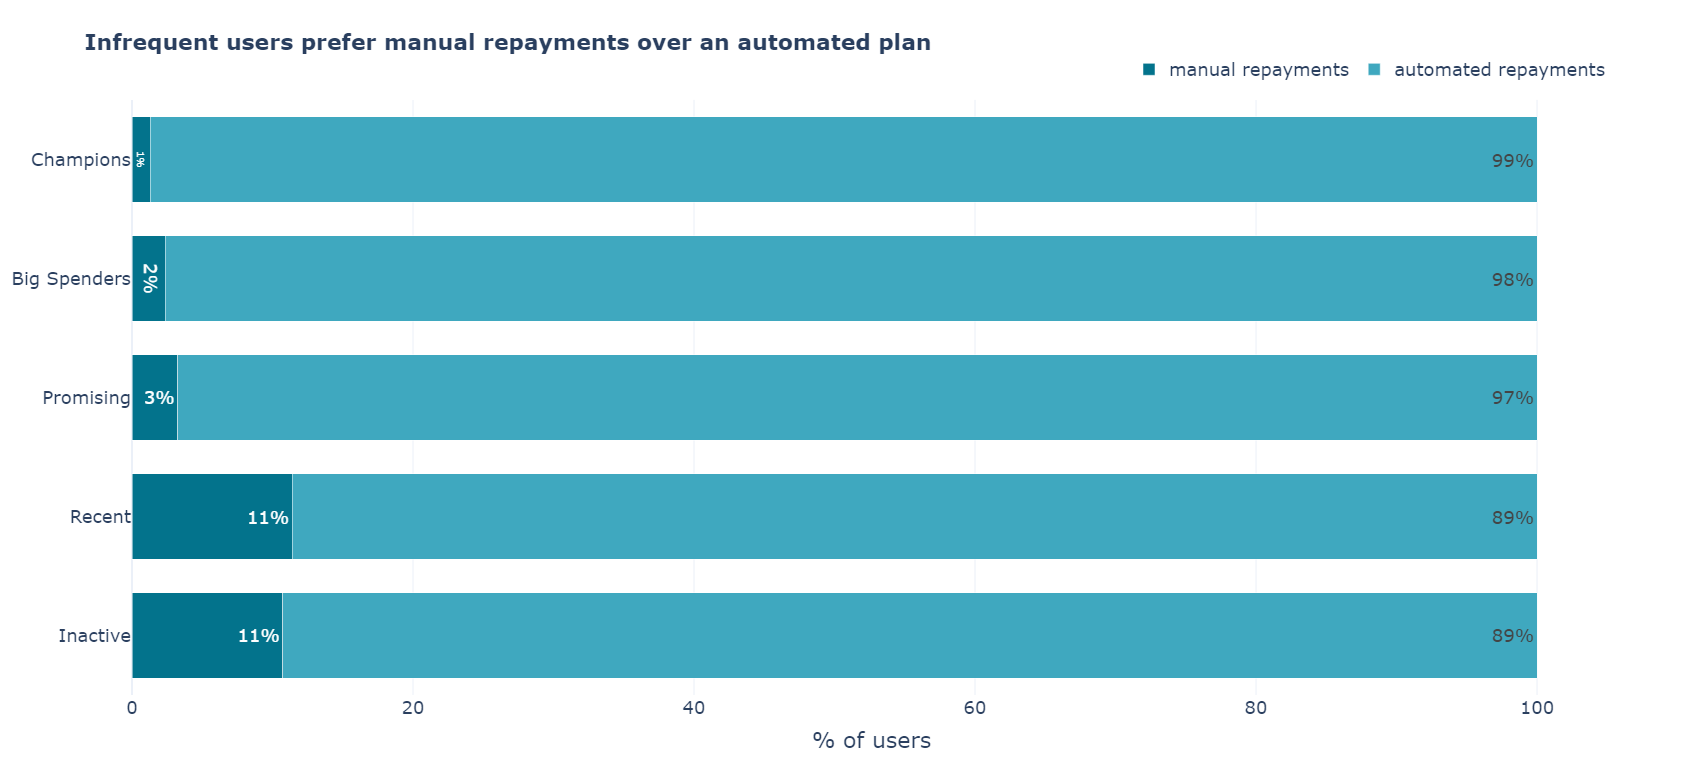 Infrequent users prefer manual repayments over an automated plan
manual repayments automated repayments
Champions 1% 99%
Big Spenders 2% 98%
Promising 3% 97%
Recent 11% 89%
Inactive 11% 89%
0 20 40 60 80 100
% of users